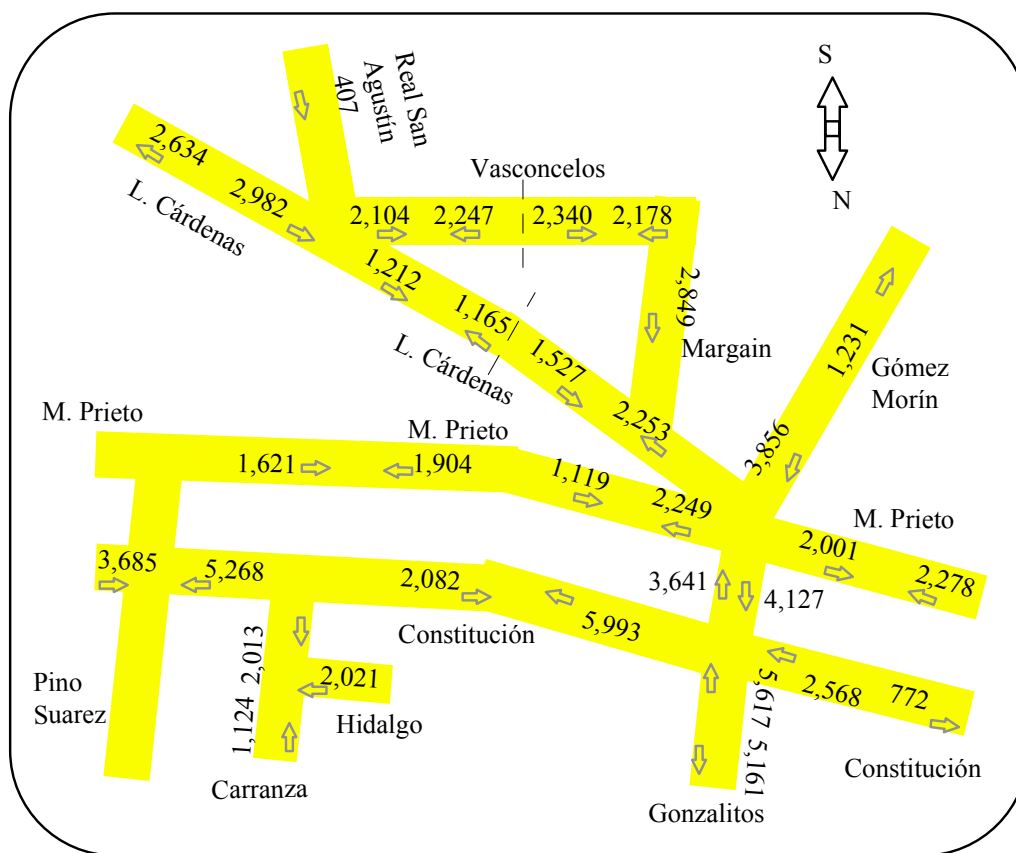 S
N
Real San
Agustín
407
2,634
2,982
L. Cárdenas
Vasconcelos
2,104
2,247
2,340
2,178
1,212
1,165
L. Cárdenas
1,527
2,253
2,849
Margain
1,231
Gómez
Morín
3,856
M. Prieto
M. Prieto
1,621
1,904
1,119
2,249
M. Prieto
2,001
2,278
3,685
5,268
2,082
3,641
4,127
Constitución
5,993
2,013
1,124
2,021
Hidalgo
Pino
Suarez
Carranza
5,617
5,161
2,568
772
Constitución
Gonzalitos